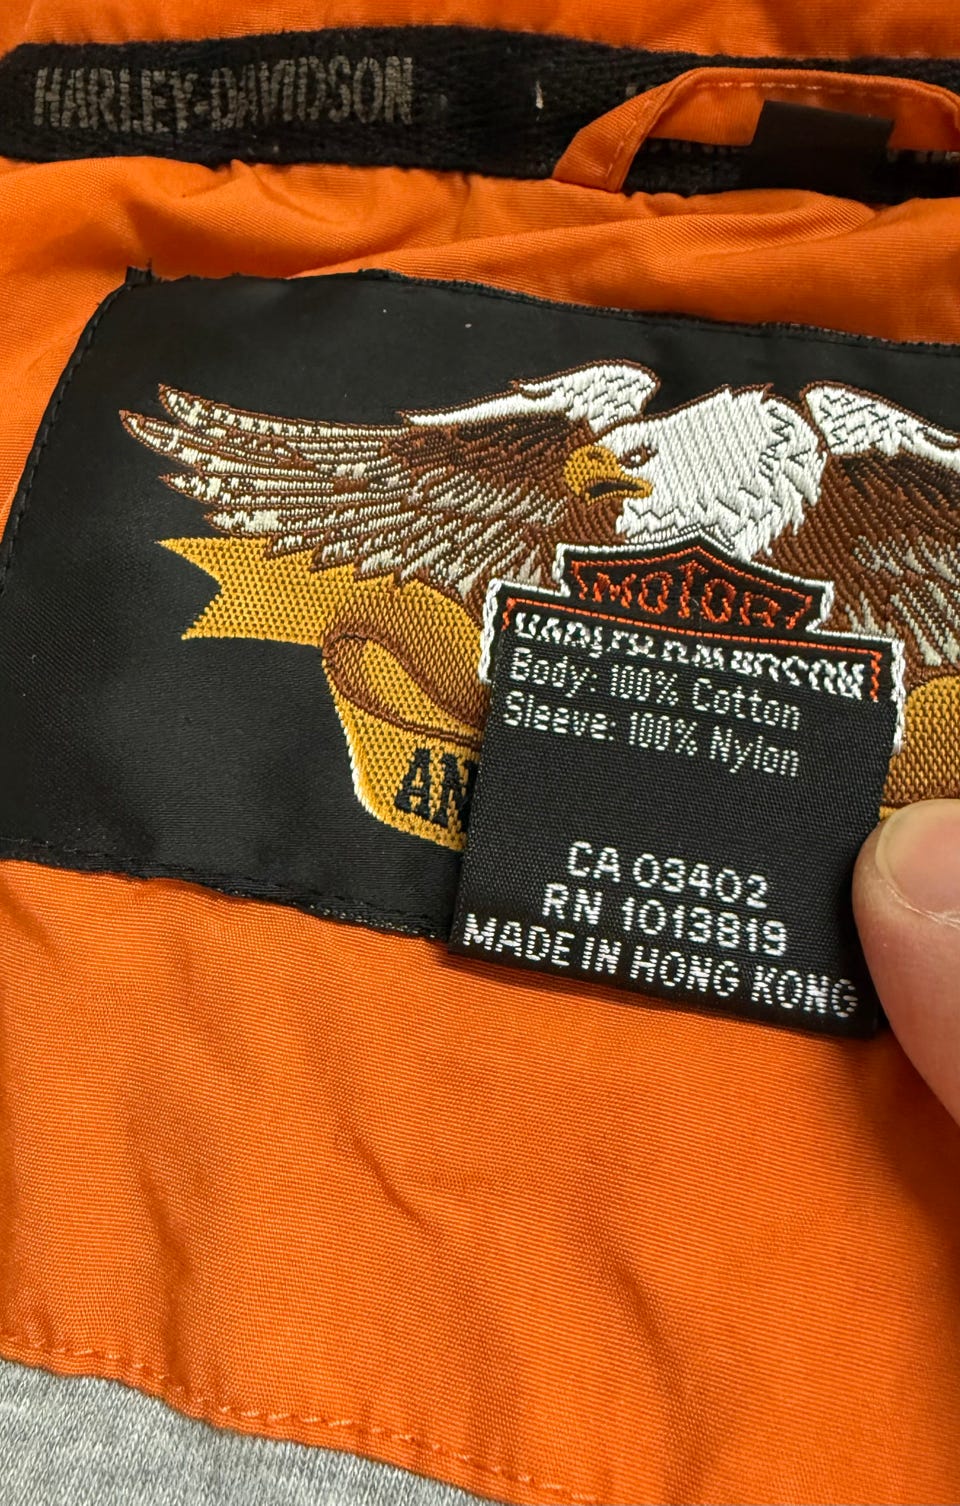 HARLEY-DAVIDSON
MOTOR
HARLEY-DAVIDSON
Body: 100% Cotton
Sleeve: 100% Nylon
AN
CA 03402
RN 1013819
MADE IN HONG KONG